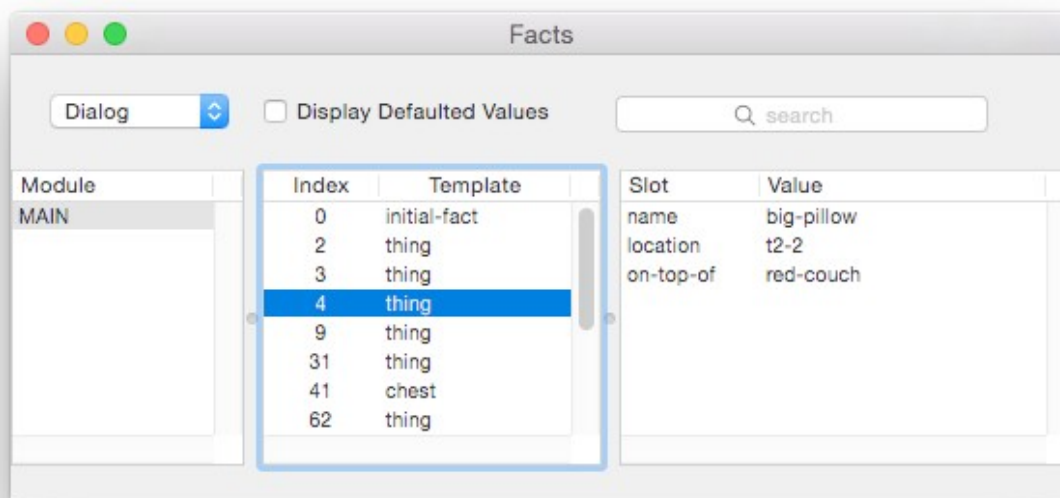 Facts
Dialog Display Defaulted Values search
Module Index Template Slot Value
MAIN 0 initial-fact name big-pillow
2 thing location t2-2
3 thing on-top-of red-couch
4 thing
9 thing
31 thing
41 chest
62 thing